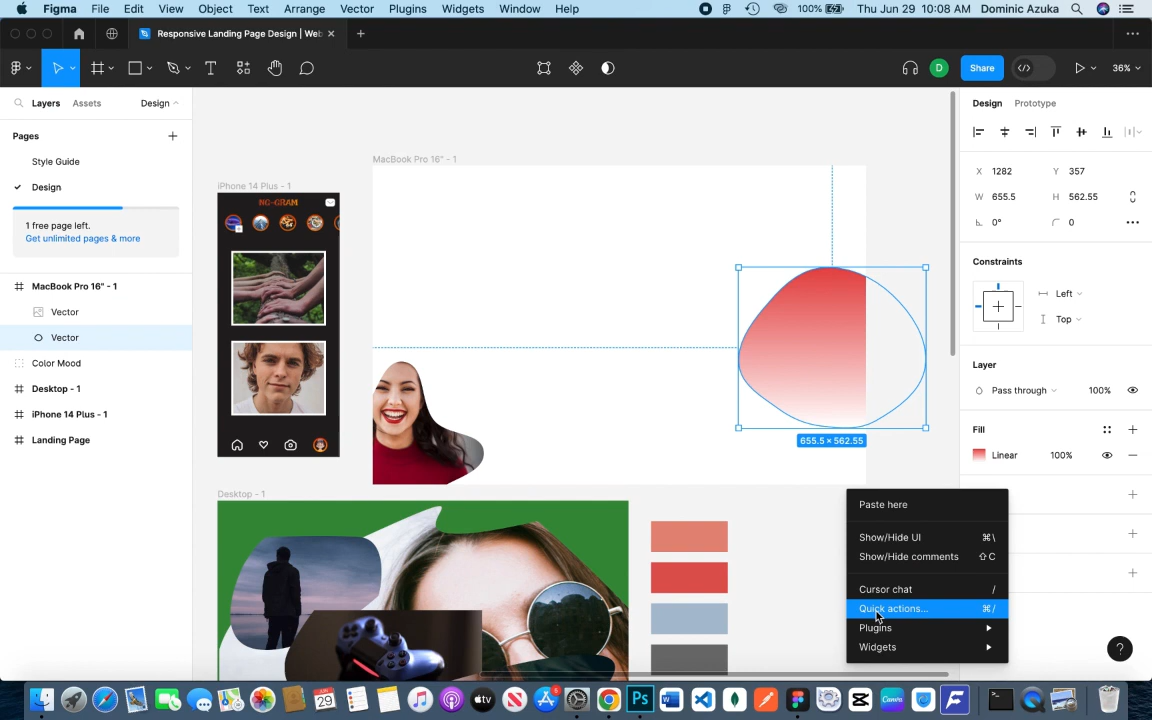 Figma File Edit View Object Text Arrange Vector Plugins Widgets Window Help 100% Thu Jun 29 10:08 AM Dominic Azuka
Responsive Landing Page Design | Web
D Share 36%
Layers Assets Design
Pages
Style Guide
Design
1 free page left.
Get unlimited pages & more
MacBook Pro 16" - 1
Vector
Vector
Color Mood
Desktop - 1
iPhone 14 Plus - 1
Landing Page
MacBook Pro 16" - 1
iPhone 14 Plus - 1
NG-GRAM
655.5 × 562.55
Desktop - 1
Paste here
Show/Hide UI ⌘\
Show/Hide comments ⇧C
Cursor chat /
Quick actions... ⌘/
Plugins
Widgets
Design Prototype
X 1282 Y 357
W 655.5 H 562.55
0° 0
Constraints
Left
Top
Layer
Pass through 100%
Fill
Linear 100%
?
29
Ps
tv
Canva